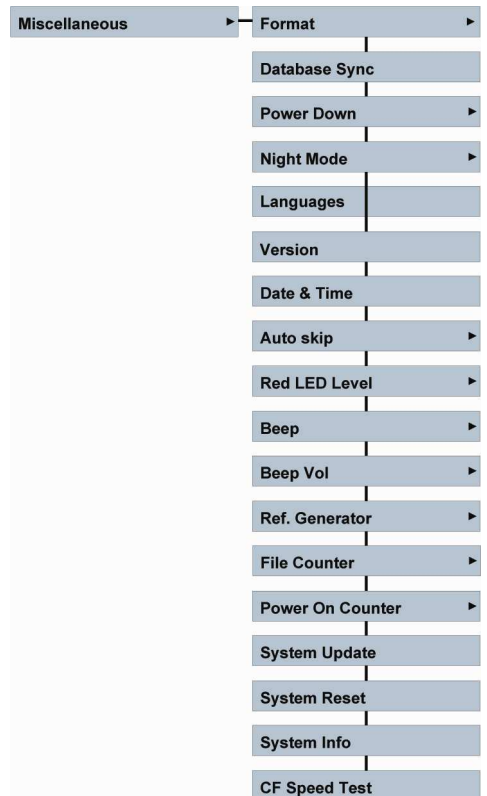 Miscellaneous
Format
Database Sync
Power Down
Night Mode
Languages
Version
Date & Time
Auto skip
Red LED Level
Beep
Beep Vol
Ref. Generator
File Counter
Power On Counter
System Update
System Reset
System Info
CF Speed Test